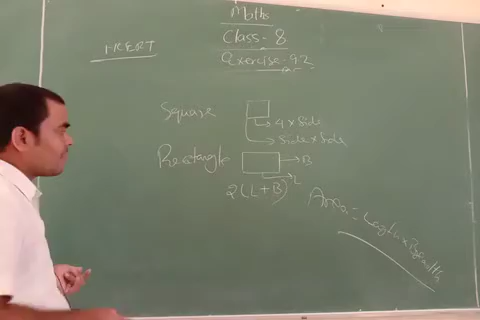 Maths
NCERT
Class - 8
Exercise - 9.2
Square
4 x Side
Side x Side
Rectangle
B
L
2(L+B)
Area = Length x Breadth